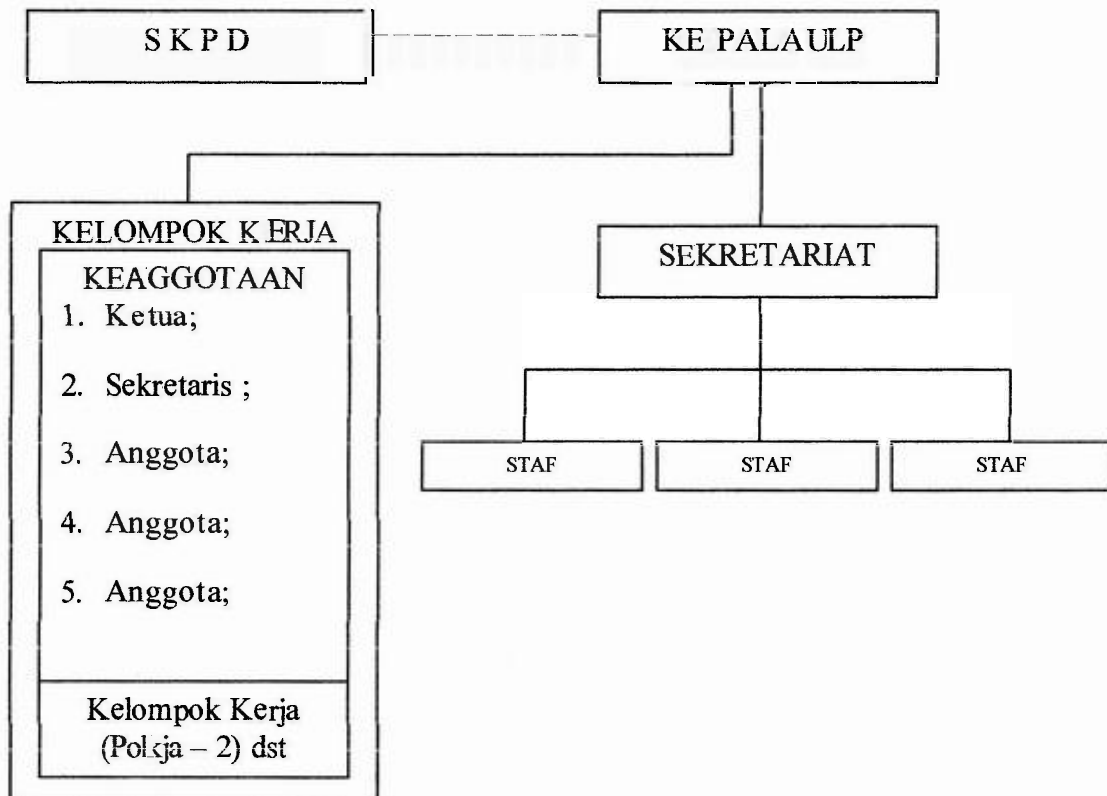 S K P D
KE PALAULP
KELOMPOK K ERJA
KEAGGOTAAN
1. Ketua;
2. Sekretaris ;
3. Anggota;
4. Anggota;
5. Anggota;
Kelompok Kerja
(Pokja – 2) dst
SEKRETARIAT
STAF
STAF
STAF